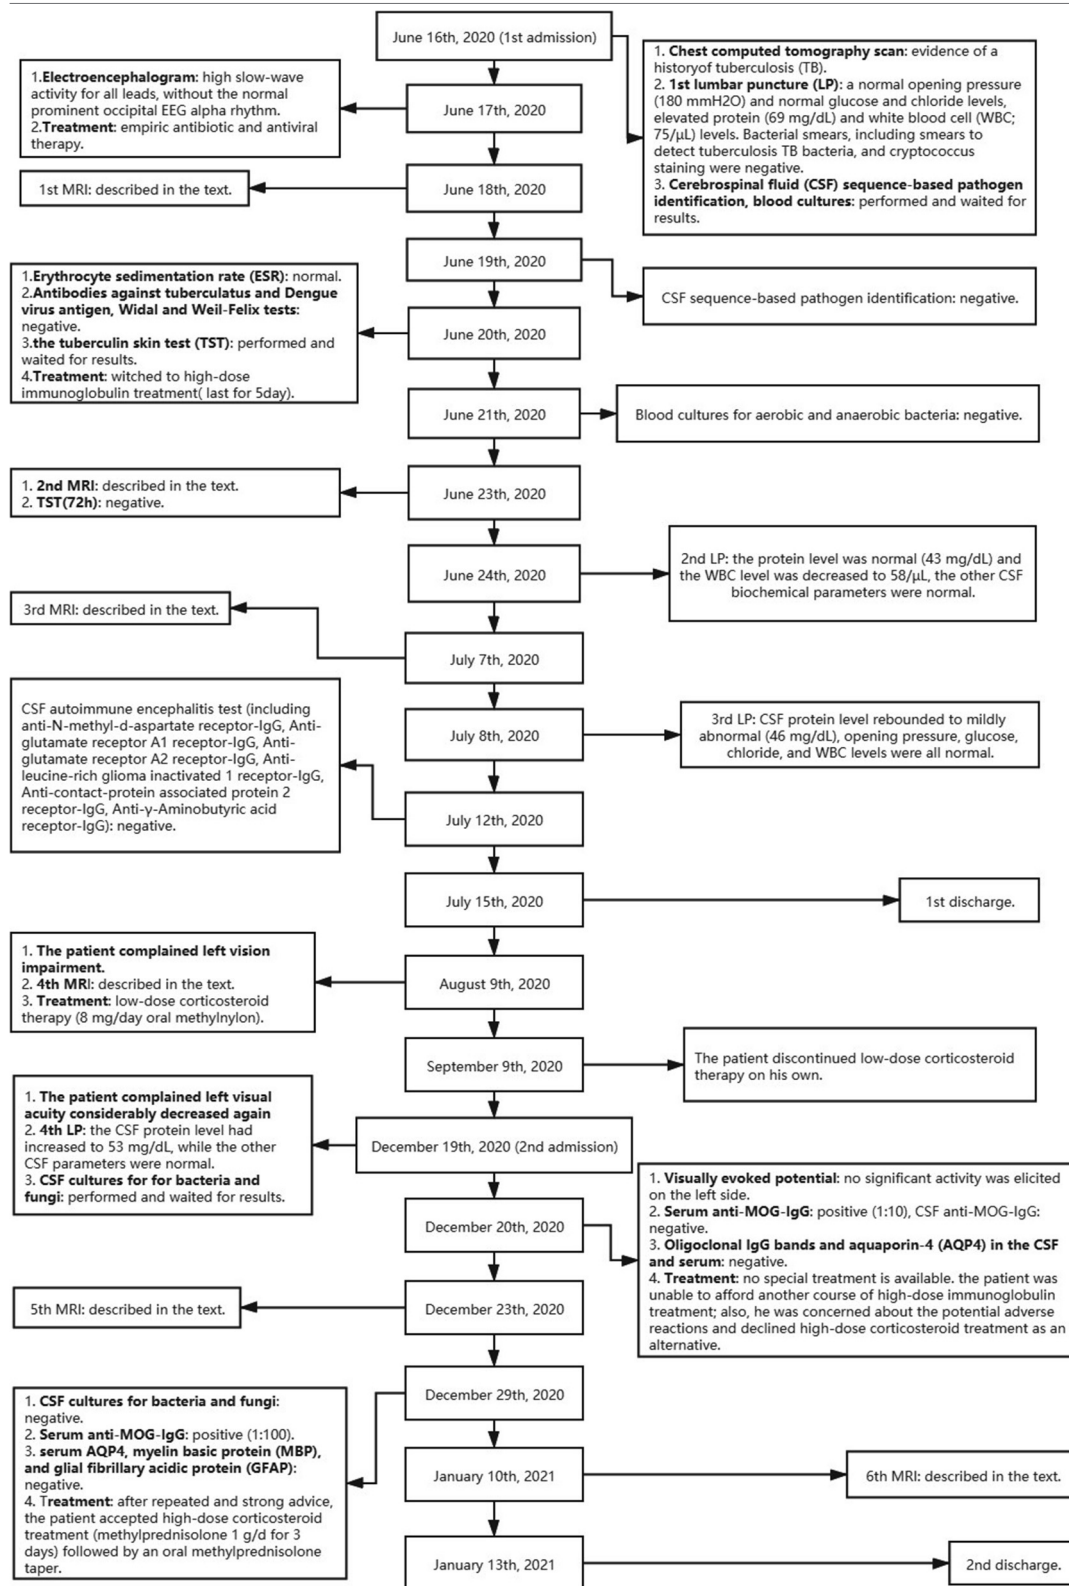 June 16th, 2020 (1st admission)
1. Chest computed tomography scan: evidence of a
historyof tuberculosis (TB).
2. 1st lumbar puncture (LP): a normal opening pressure
(180 mmH2O) and normal glucose and chloride levels,
elevated protein (69 mg/dL) and white blood cell (WBC;
75/μL) levels. Bacterial smears, including smears to
detect tuberculosis TB bacteria, and cryptococcus
staining were negative.
3. Cerebrospinal fluid (CSF) sequence-based pathogen
identification, blood cultures: performed and waited for
results.
1.Electroencephalogram: high slow-wave
activity for all leads, without the normal
prominent occipital EEG alpha rhythm.
2.Treatment: empiric antibiotic and antiviral
therapy.
June 17th, 2020
1st MRI: described in the text.
June 18th, 2020
June 19th, 2020
CSF sequence-based pathogen identification: negative.
1.Erythrocyte sedimentation rate (ESR): normal.
2.Antibodies against tuberculatus and Dengue
virus antigen, Widal and Weil-Felix tests:
negative.
3.the tuberculin skin test (TST): performed and
waited for results.
4.Treatment: witched to high-dose
immunoglobulin treatment( last for 5day).
June 20th, 2020
June 21th, 2020
Blood cultures for aerobic and anaerobic bacteria: negative.
1. 2nd MRI: described in the text.
2. TST(72h): negative.
June 23th, 2020
June 24th, 2020
2nd LP: the protein level was normal (43 mg/dL) and
the WBC level was decreased to 58/μL, the other CSF
biochemical parameters were normal.
3rd MRI: described in the text.
July 7th, 2020
July 8th, 2020
3rd LP: CSF protein level rebounded to mildly
abnormal (46 mg/dL), opening pressure, glucose,
chloride, and WBC levels were all normal.
CSF autoimmune encephalitis test (including
anti-N-methyl-d-aspartate receptor-IgG, Anti-
glutamate receptor A1 receptor-IgG, Anti-
glutamate receptor A2 receptor-IgG, Anti-
leucine-rich glioma inactivated 1 receptor-IgG,
Anti-contact-protein associated protein 2
receptor-IgG, Anti-γ-Aminobutyric acid
receptor-IgG): negative.
July 12th, 2020
July 15th, 2020
1st discharge.
1. The patient complained left vision
impairment.
2. 4th MRI: described in the text.
3. Treatment: low-dose corticosteroid
therapy (8 mg/day oral methylnylon).
August 9th, 2020
September 9th, 2020
The patient discontinued low-dose corticosteroid
therapy on his own.
1. The patient complained left visual
acuity considerably decreased again
2. 4th LP: the CSF protein level had
increased to 53 mg/dL, while the other
CSF parameters were normal.
3. CSF cultures for for bacteria and
fungi: performed and waited for results.
December 19th, 2020 (2nd admission)
December 20th, 2020
1. Visually evoked potential: no significant activity was elicited
on the left side.
2. Serum anti-MOG-IgG: positive (1:10), CSF anti-MOG-IgG:
negative.
3. Oligoclonal IgG bands and aquaporin-4 (AQP4) in the CSF
and serum: negative.
4. Treatment: no special treatment is available. the patient was
unable to afford another course of high-dose immunoglobulin
treatment; also, he was concerned about the potential adverse
reactions and declined high-dose corticosteroid treatment as an
alternative.
5th MRI: described in the text.
December 23th, 2020
December 29th, 2020
1. CSF cultures for bacteria and fungi:
negative.
2. Serum anti-MOG-IgG: positive (1:100).
3. serum AQP4, myelin basic protein (MBP),
and glial fibrillary acidic protein (GFAP):
negative.
4. Treatment: after repeated and strong advice,
the patient accepted high-dose corticosteroid
treatment (methylprednisolone 1 g/d for 3
days) followed by an oral methylprednisolone
taper.
January 10th, 2021
6th MRI: described in the text.
January 13th, 2021
2nd discharge.